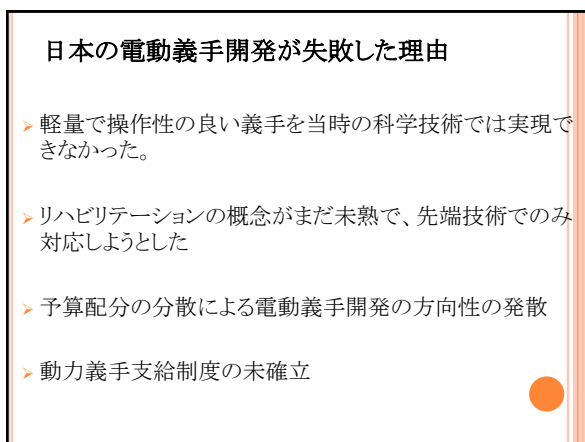 日本の電動義手開発が失敗した理由
軽量で操作性の良い義手を当時の科学技術では実現で
きなかった。
リハビリテーションの概念がまだ未熟で、先端技術でのみ
対応しようとした
予算配分の分散による電動義手開発の方向性の発散
動力義手支給制度の未確立